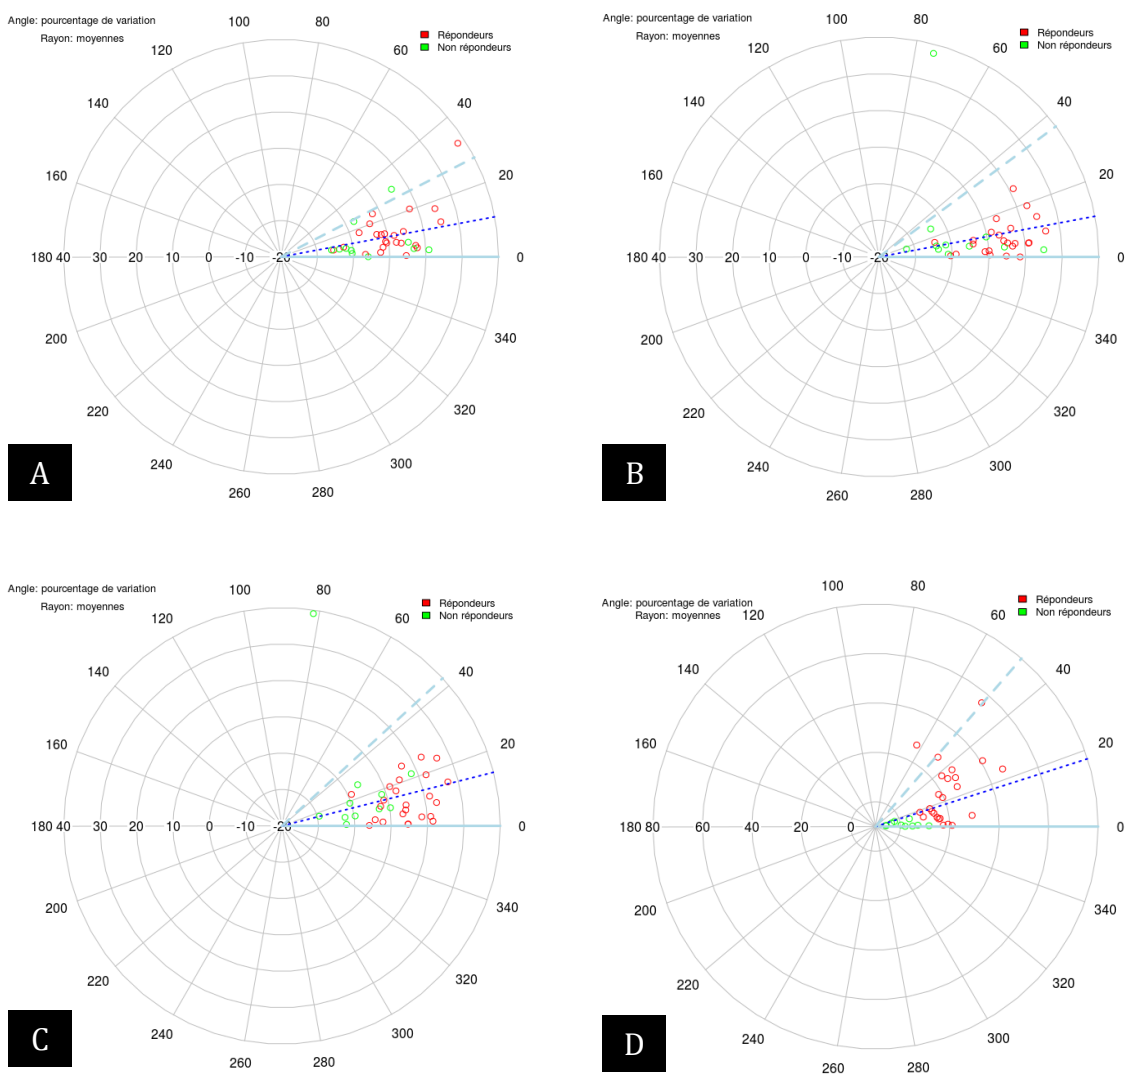 Angle: pourcentage de variation
Rayon: moyennes
Répondeurs
Non répondeurs
100 80
120 60
140 40
160 20
180 40 30 20 10 0 -10 -20 0
200 340
220 320
240 300
260 280
A
Angle: pourcentage de variation
Rayon: moyennes
Répondeurs
Non répondeurs
100 80
120 60
140 40
160 20
180 40 30 20 10 0 -10 -20 0
200 340
220 320
240 300
260 280
B
Angle: pourcentage de variation
Rayon: moyennes
Répondeurs
Non répondeurs
100 80
120 60
140 40
160 20
180 40 30 20 10 0 -10 -20 0
200 340
220 320
240 300
260 280
C
Angle: pourcentage de variation
Rayon: moyennes
Répondeurs
Non répondeurs
100 80
120 60
140 40
160 20
180 80 60 40 20 0 0
200 340
220 320
240 300
260 280
D